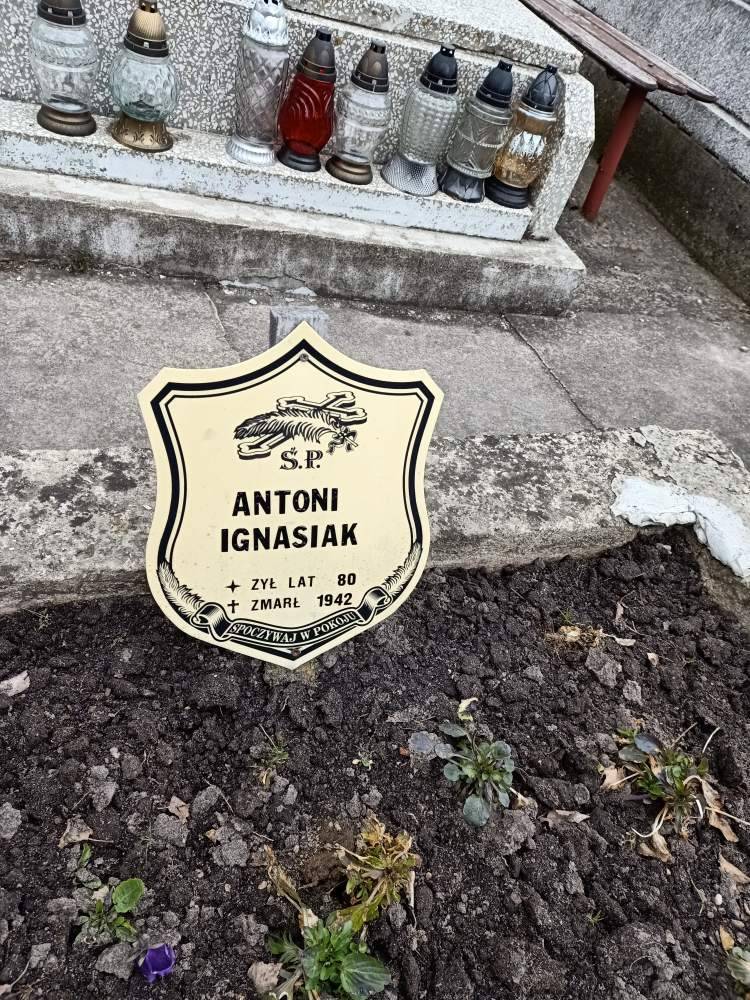 Ś.P.
ANTONI
IGNASIAK
ŻYŁ LAT 80
ZMARŁ 1942
SPOCZYWAJ W POKOJU